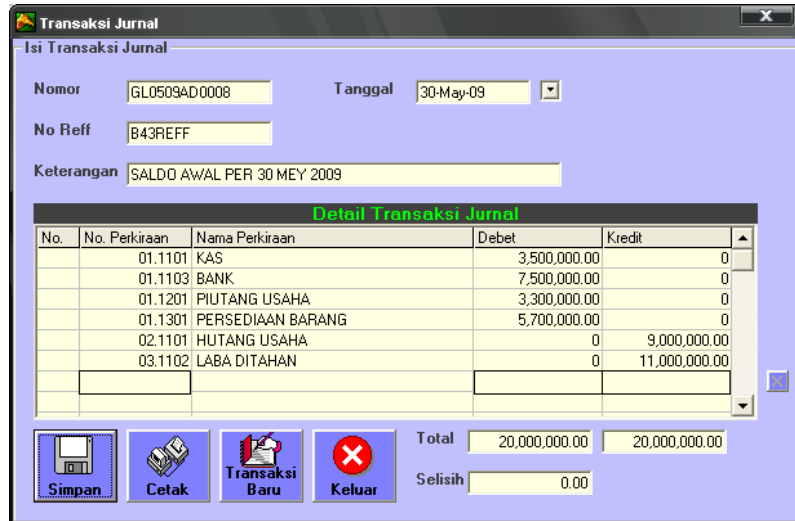 Transaksi Jurnal
Isi Transaksi Jurnal
Nomor GL0509AD0008 Tanggal 30-May-09
No Reff B43REFF
Keterangan SALDO AWAL PER 30 MEY 2009
Detail Transaksi Jurnal
No. No. Perkiraan Nama Perkiraan Debet Kredit
01.1101 KAS 3,500,000.00 0
01.1103 BANK 7,500,000.00 0
01.1201 PIUTANG USAHA 3,300,000.00 0
01.1301 PERSEDIAAN BARANG 5,700,000.00 0
02.1101 HUTANG USAHA 0 9,000,000.00
03.1102 LABA DITAHAN 0 11,000,000.00
Total 20,000,000.00 20,000,000.00
Selisih 0.00
Simpan Cetak Transaksi Baru Keluar